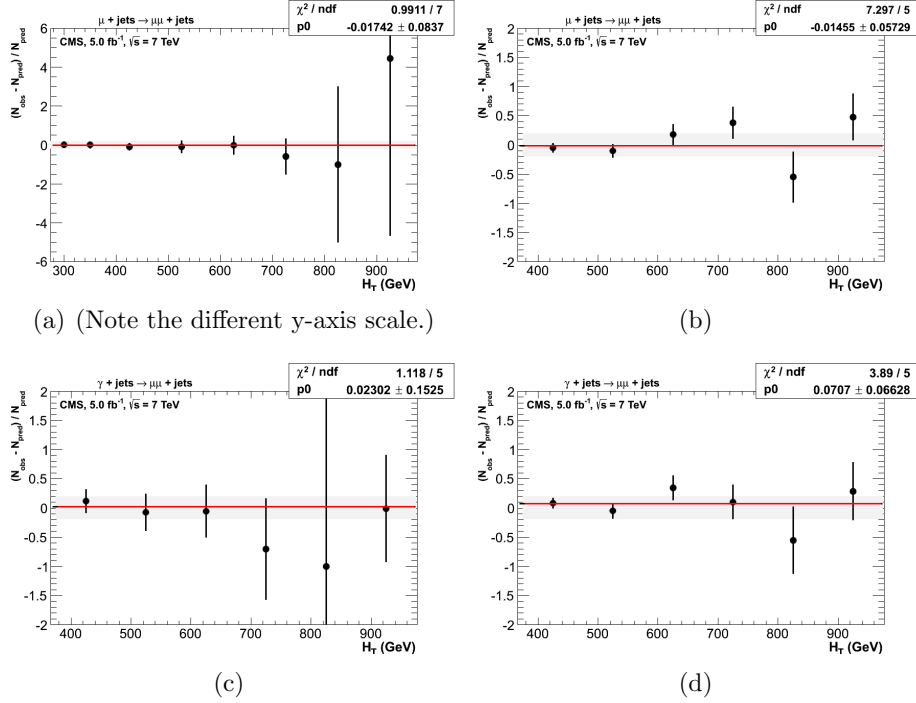 μ + jets → μμ + jets
χ² / ndf 0.9911 / 7
p0 -0.01742 ± 0.0837
CMS, 5.0 fb⁻¹, √s = 7 TeV
(N_obs - N_pred) / N_pred
6
4
2
0
-2
-4
-6
300 400 500 600 700 800 900
H_T (GeV)
(a) (Note the different y-axis scale.)
μ + jets → μμ + jets
χ² / ndf 7.297 / 5
p0 -0.01455 ± 0.05729
CMS, 5.0 fb⁻¹, √s = 7 TeV
(N_obs - N_pred) / N_pred
2
1.5
1
0.5
0
-0.5
-1
-1.5
-2
400 500 600 700 800 900
H_T (GeV)
(b)
γ + jets → μμ + jets
χ² / ndf 1.118 / 5
p0 0.02302 ± 0.1525
CMS, 5.0 fb⁻¹, √s = 7 TeV
(N_obs - N_pred) / N_pred
2
1.5
1
0.5
0
-0.5
-1
-1.5
-2
400 500 600 700 800 900
H_T (GeV)
(c)
γ + jets → μμ + jets
χ² / ndf 3.89 / 5
p0 0.0707 ± 0.06628
CMS, 5.0 fb⁻¹, √s = 7 TeV
(N_obs - N_pred) / N_pred
2
1.5
1
0.5
0
-0.5
-1
-1.5
-2
400 500 600 700 800 900
H_T (GeV)
(d)